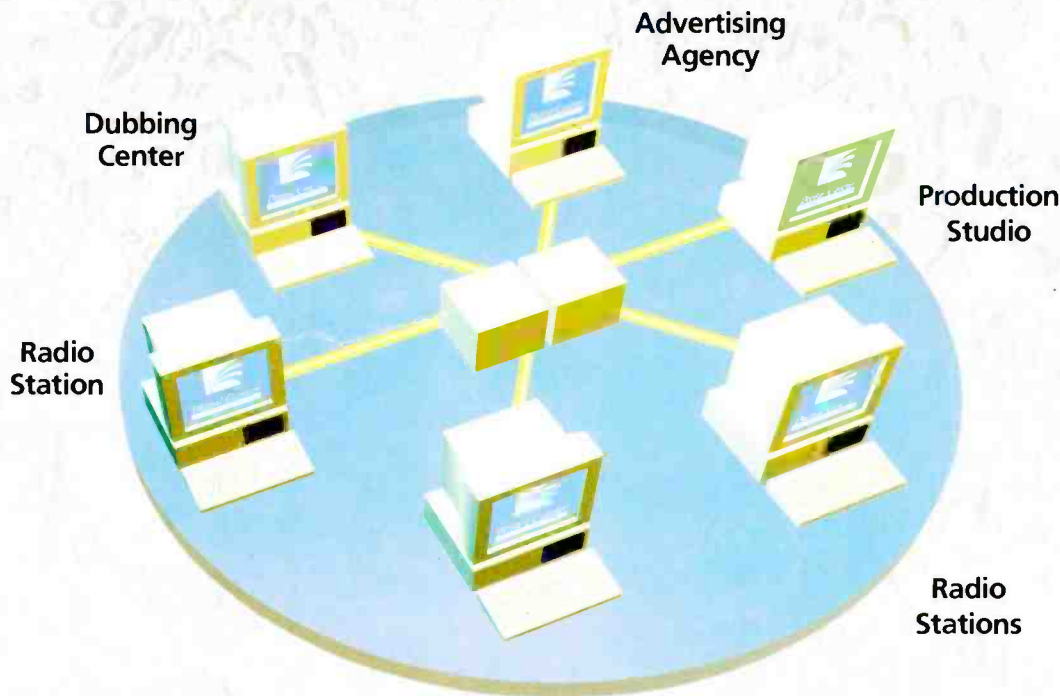 Advertising
Agency
Dubbing
Center
Production
Studio
Radio
Station
Radio
Stations